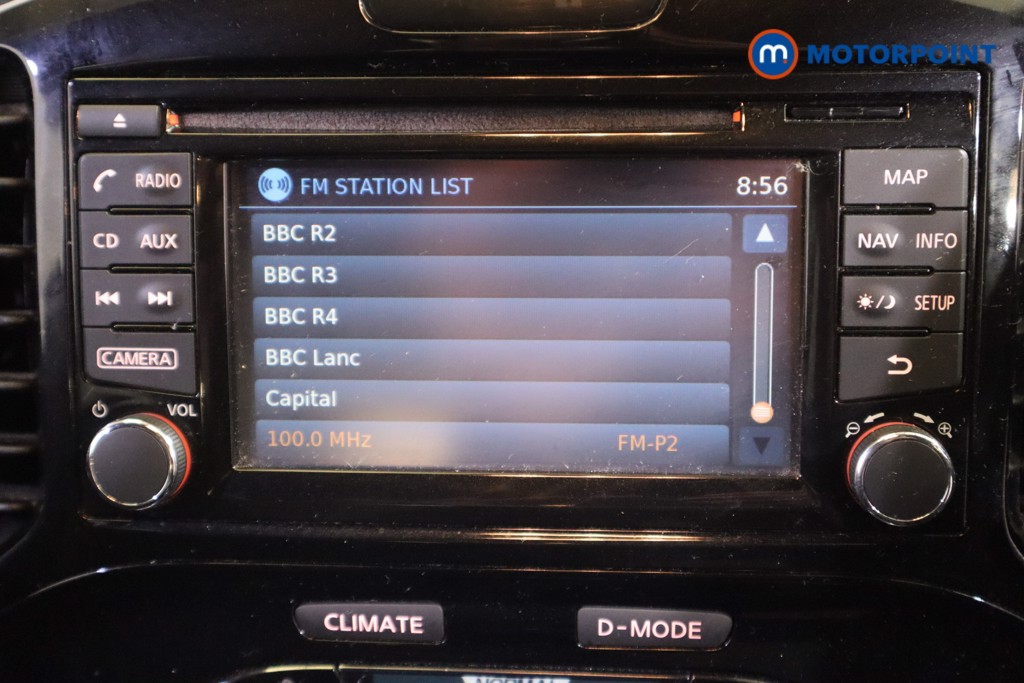 m MOTORPOINT
RADIO
MAP
FM STATION LIST 8:56
CD AUX
BBC R2
NAV INFO
BBC R3
SETUP
BBC R4
CAMERA
BBC Lanc
Capital
VOL
100.0 MHz FM-P2
CLIMATE
D-MODE